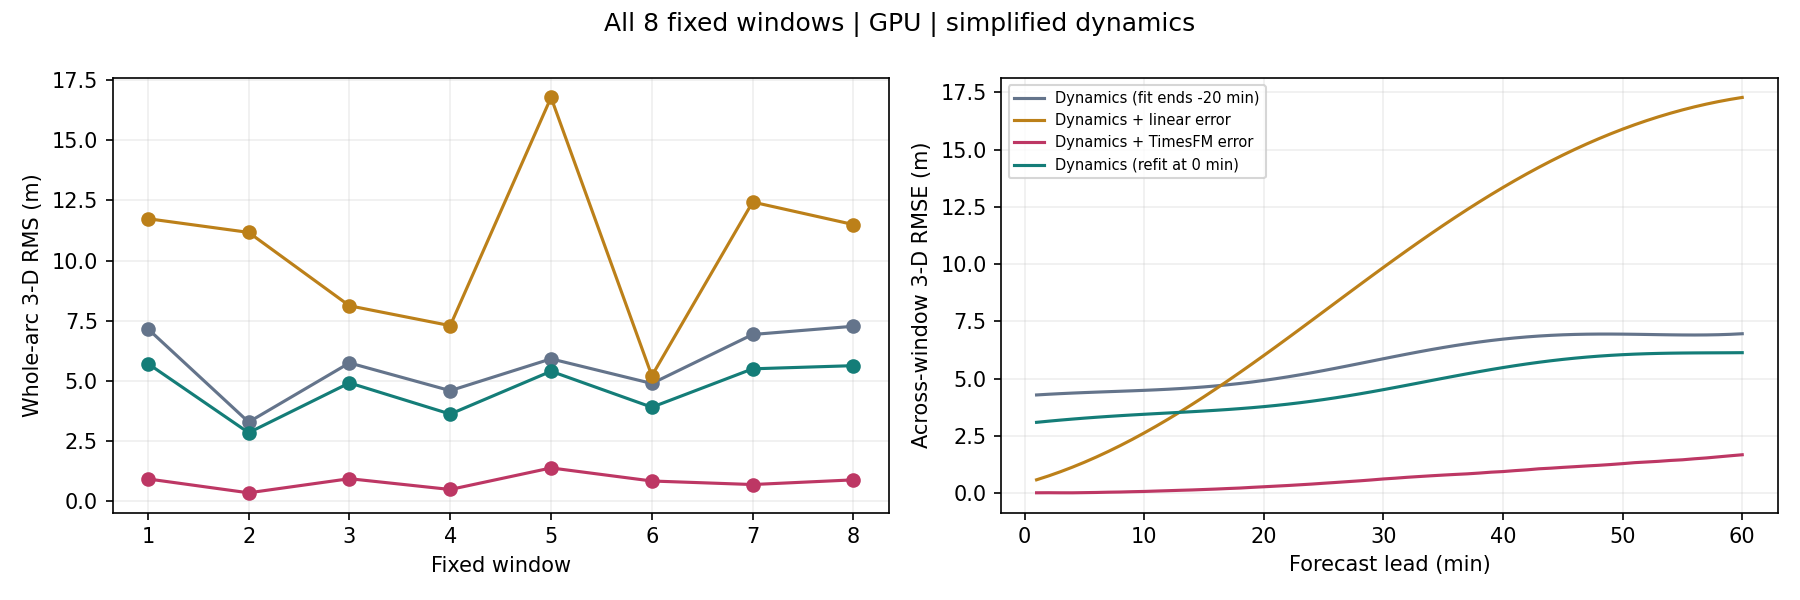 All 8 fixed windows | GPU | simplified dynamics
Whole-arc 3-D RMS (m)
17.5
15.0
12.5
10.0
7.5
5.0
2.5
0.0
1 2 3 4 5 6 7 8
Fixed window
Across-window 3-D RMSE (m)
17.5
15.0
12.5
10.0
7.5
5.0
2.5
0.0
Dynamics (fit ends -20 min)
Dynamics + linear error
Dynamics + TimesFM error
Dynamics (refit at 0 min)
0 10 20 30 40 50 60
Forecast lead (min)